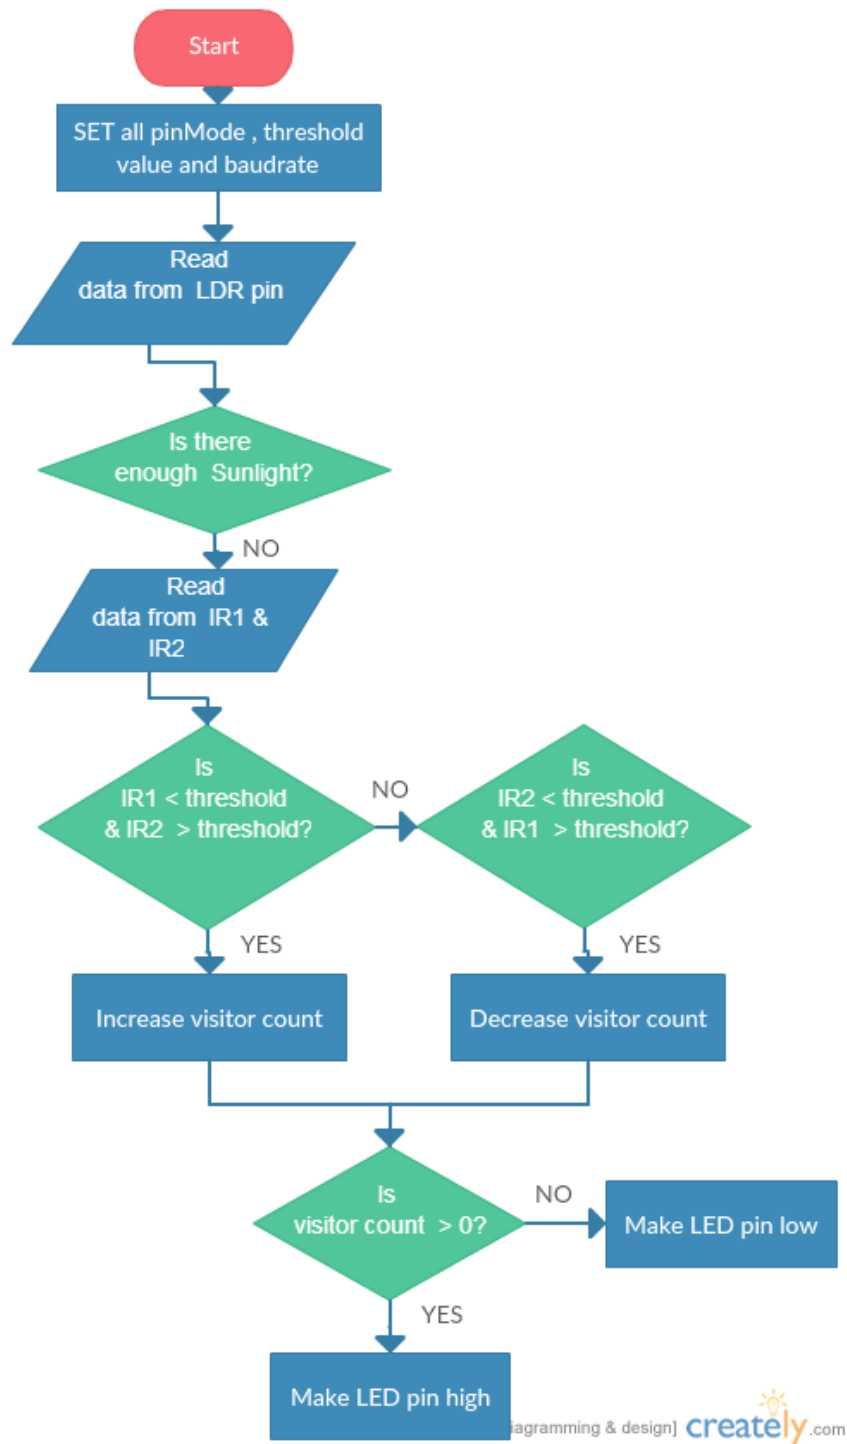 Start
SET all pinMode , threshold
value and baudrate
Read
data from LDR pin
Is there
enough Sunlight?
NO
Read
data from IR1 &
IR2
Is
IR1 < threshold
& IR2 > threshold?
NO
Is
IR2 < threshold
& IR1 > threshold?
YES
YES
Increase visitor count
Decrease visitor count
Is
visitor count > 0?
NO
Make LED pin low
YES
Make LED pin high
& design] creately.com